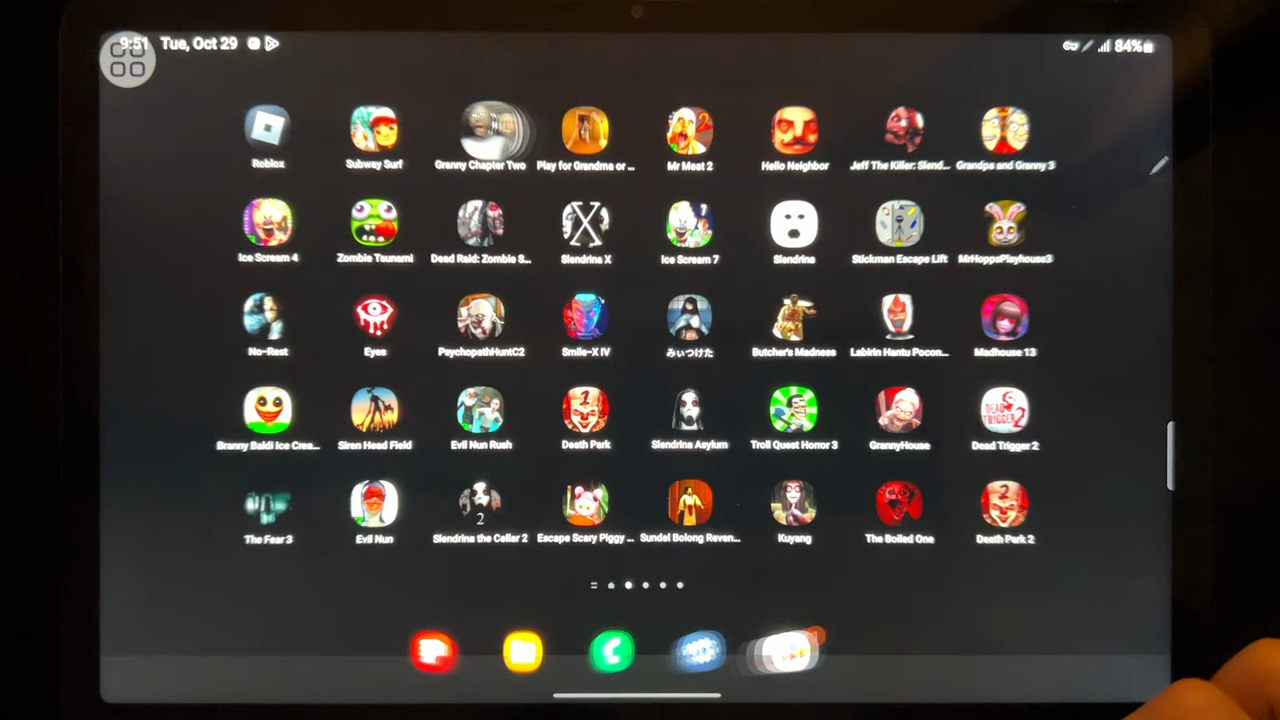 9:51 Tue, Oct 29 84%
Roblox Subway Surf Granny Chapter Two Play for Grandma or ... Mr Meat 2 Hello Neighbor Jeff The Killer: Slend... Grandpa and Granny 3
Ice Scream 4 Zombie Tsunami Dead Raid: Zombie S... Slendrina X Ice Scream 7 Slendrina Stickman Escape Lift MrHoppsPlayhouse3
No-Rest Eyes PsychopathHuntC2 Smile-X IV みぃつけた Butcher's Madness Labirin Hantu Pocon... Madhouse 13
Branny Baldi Ice Crea... Siren Head Field Evil Nun Rush Death Park Slendrina Asylum Troll Quest Horror 3 GrannyHouse Dead Trigger 2
The Fear 3 Evil Nun Slendrina the Cellar 2 Escape Scary Piggy ... Sundel Bolong Reven... Kuyang The Boiled One Death Park 2